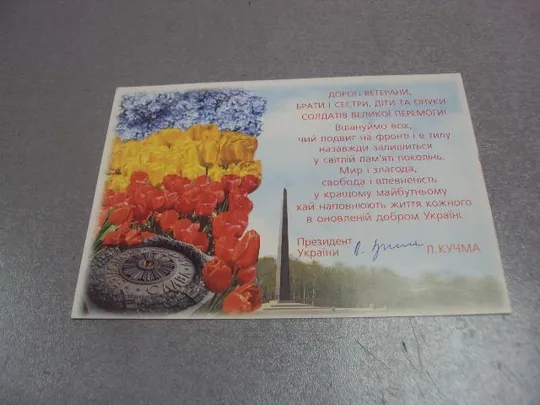 ДОРОГІ ВЕТЕРАНИ,
БРАТИ І СЕСТРИ, ДІТИ ТА ОНУКИ
СОЛДАТІВ ВЕЛИКОЇ ПЕРЕМОГИ!
Вшануймо всіх,
чий подвиг на фронті і в тилу
назавжди залишиться
у світлій пам'яті поколінь.
Мир і злагода,
свобода і впевненість
у кращому майбутньому
хай наповнюють життя кожного
в оновленій добром Україні.
Президент
України Л. КУЧМА